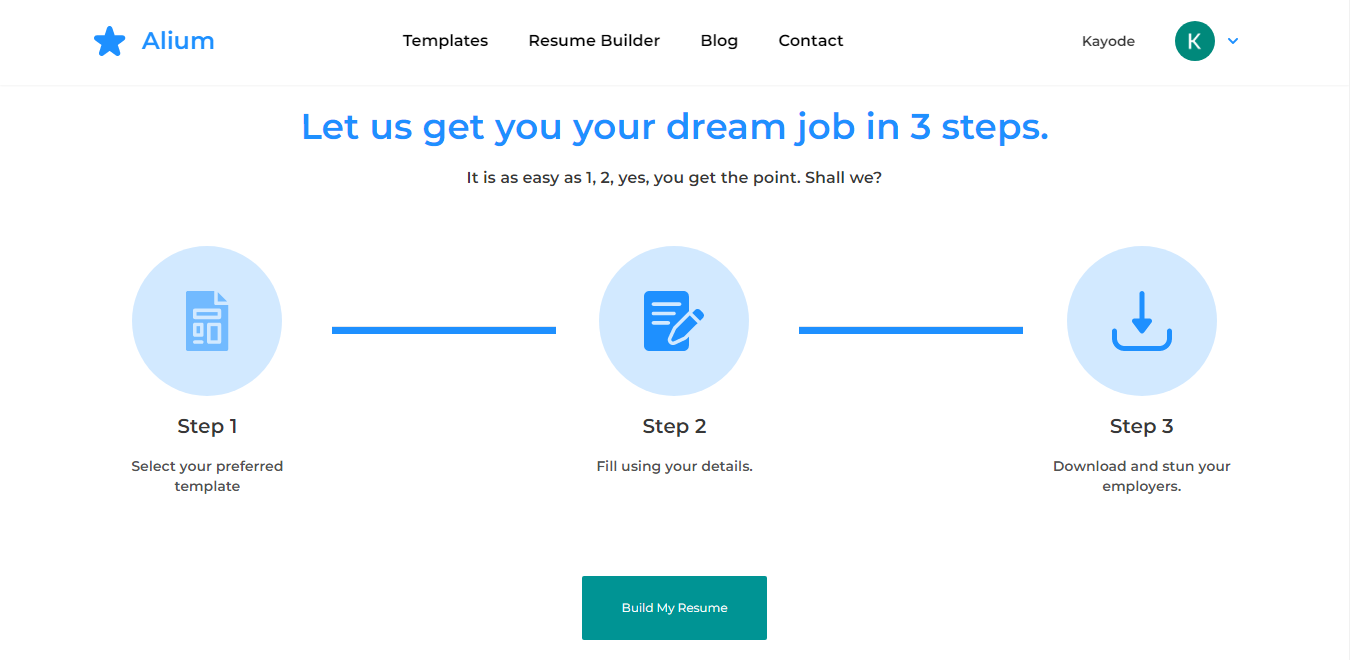 Alium
Templates
Resume Builder
Blog
Contact
Kayode
K
Let us get you your dream job in 3 steps.
It is as easy as 1, 2, yes, you get the point. Shall we?
Step 1
Select your preferred
template
Step 2
Fill using your details.
Step 3
Download and stun your
employers.
Build My Resume